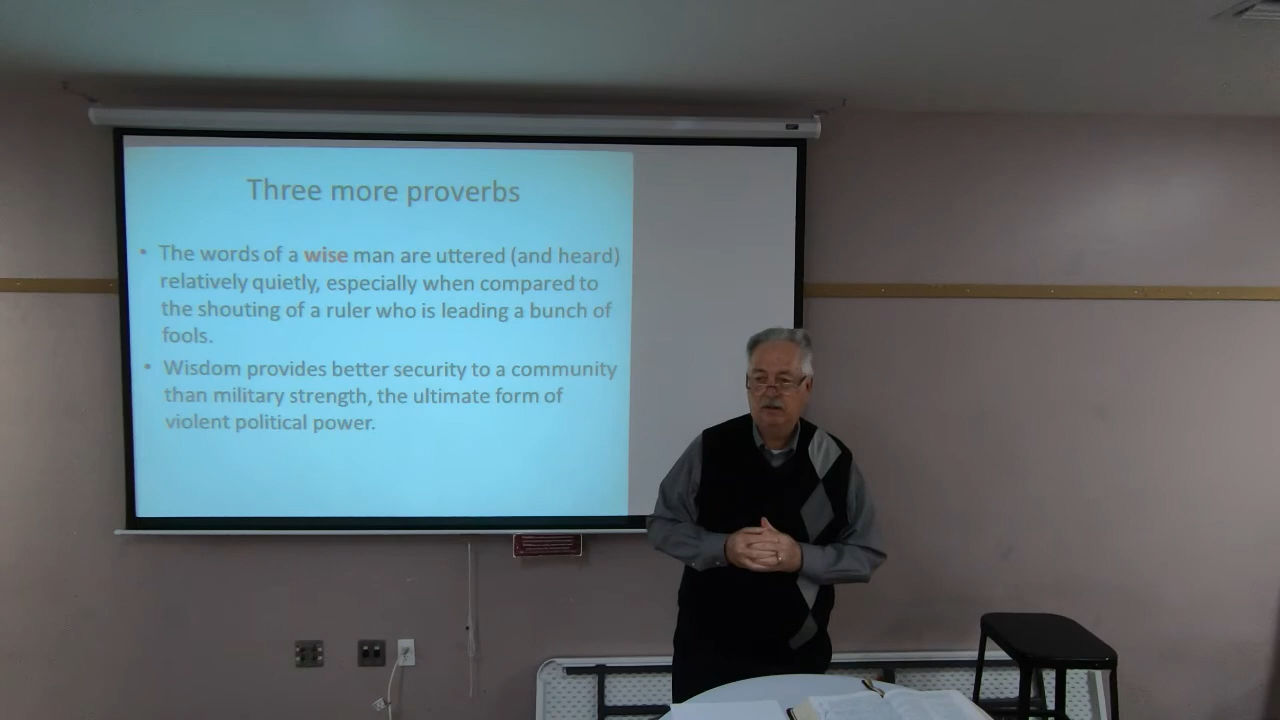 Three more proverbs
• The words of a wise man are uttered (and heard)
relatively quietly, especially when compared to
the shouting of a ruler who is leading a bunch of
fools.
• Wisdom provides better security to a community
than military strength, the ultimate form of
violent political power.